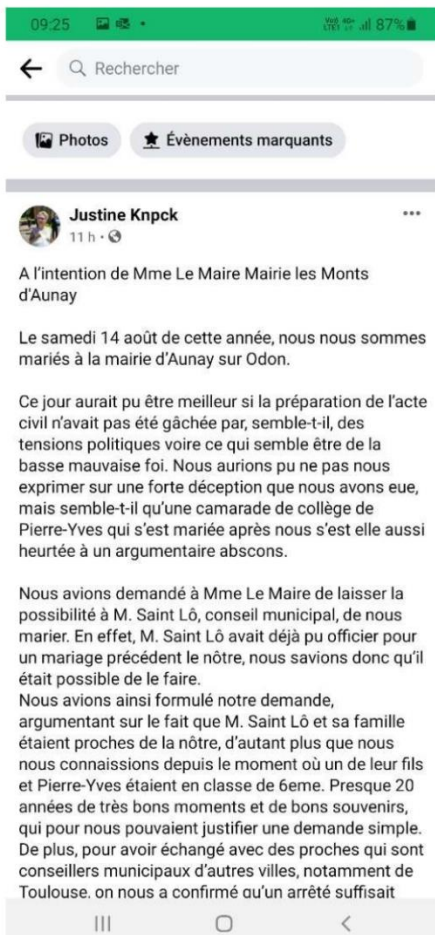 09:25 87%
Rechercher
Photos Évènements marquants
Justine Knpck
11 h
A l'intention de Mme Le Maire Mairie les Monts
d'Aunay
Le samedi 14 août de cette année, nous nous sommes
mariés à la mairie d'Aunay sur Odon.
Ce jour aurait pu être meilleur si la préparation de l'acte
civil n'avait pas été gâchée par, semble-t-il, des
tensions politiques voire ce qui semble être de la
basse mauvaise foi. Nous aurions pu ne pas nous
exprimer sur une forte déception que nous avons eue,
mais semble-t-il qu'une camarade de collège de
Pierre-Yves qui s'est mariée après nous s'est elle aussi
heurtée à un argumentaire abscons.
Nous avions demandé à Mme Le Maire de laisser la
possibilité à M. Saint Lô, conseil municipal, de nous
marier. En effet, M. Saint Lô avait déjà pu officier pour
un mariage précédent le nôtre, nous savions donc qu'il
était possible de le faire.
Nous avions ainsi formulé notre demande,
argumentant sur le fait que M. Saint Lô et sa famille
étaient proches de la nôtre, d'autant plus que nous
nous connaissions depuis le moment où un de leur fils
et Pierre-Yves étaient en classe de 6eme. Presque 20
années de très bons moments et de bons souvenirs,
qui pour nous pouvaient justifier une demande simple.
De plus, pour avoir échangé avec des proches qui sont
conseillers municipaux d'autres villes, notamment de
Toulouse, on nous a confirmé qu'un arrêté suffisait